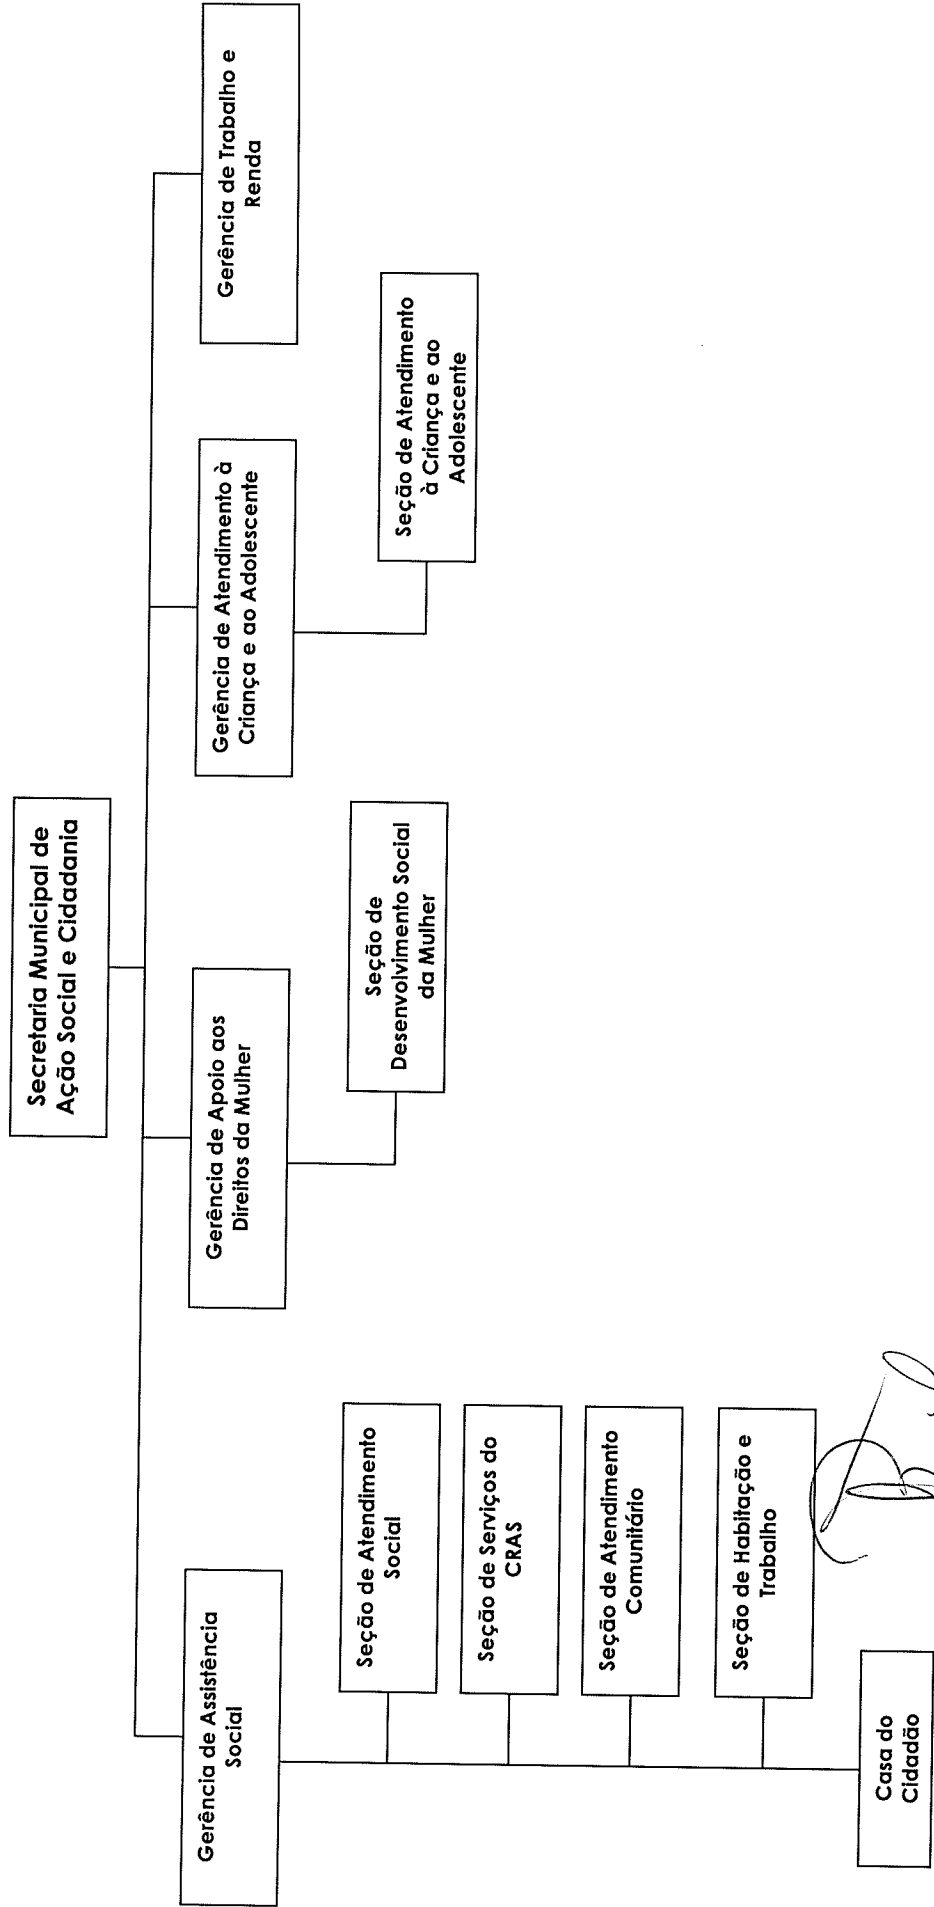 Secretaria Municipal de
Ação Social e Cidadania
Gerência de Assistência
Social
Gerência de Apoio aos
Direitos da Mulher
Gerência de Atendimento à
Criança e ao Adolescente
Gerência de Trabalho e
Renda
Seção de Atendimento
Social
Seção de Serviços do
CRAS
Seção de Atendimento
Comunitário
Seção de Habitação e
Trabalho
Casa do
Cidadão
Seção de
Desenvolvimento Social
da Mulher
Seção de Atendimento
à Criança e ao
Adolescente